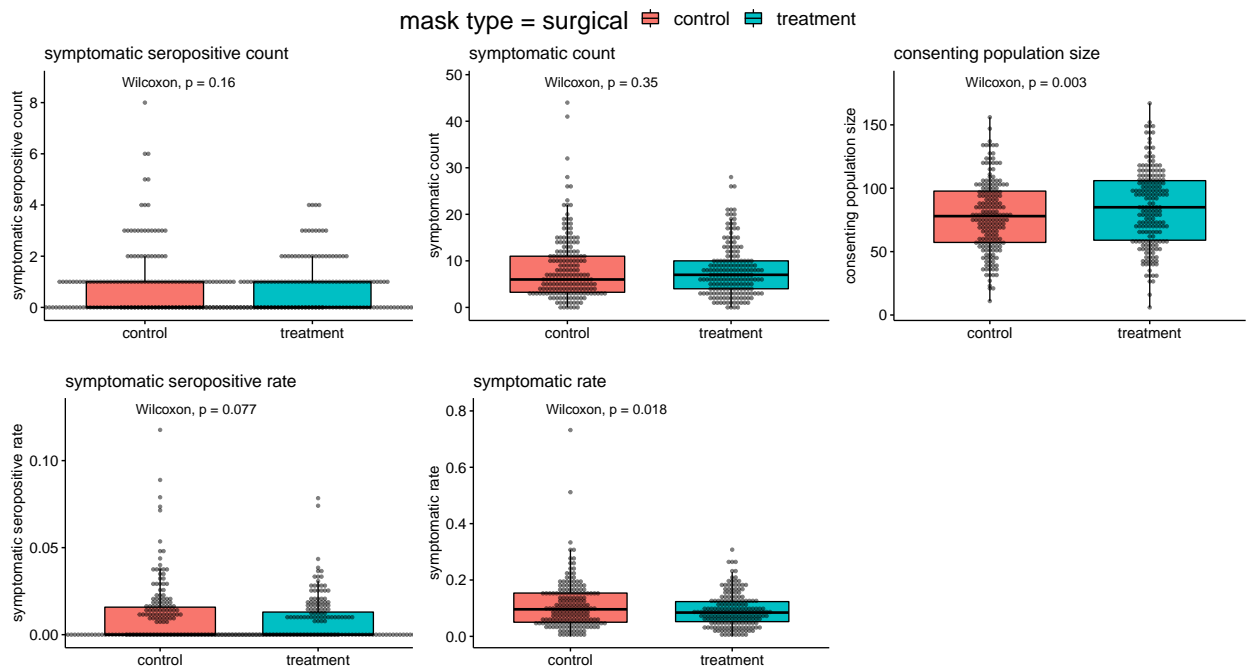 mask type = surgical control treatment
symptomatic seropositive count
Wilcoxon, p = 0.16
symptomatic seropositive count
8
6
4
2
0
control treatment
symptomatic count
Wilcoxon, p = 0.35
symptomatic count
50
40
30
20
10
0
control treatment
consenting population size
Wilcoxon, p = 0.003
consenting population size
150
100
50
0
control treatment
symptomatic seropositive rate
Wilcoxon, p = 0.077
symptomatic seroposite rate
0.10
0.05
0.00
control treatment
symptomatic rate
Wilcoxon, p = 0.018
symptomatic rate
0.8
0.6
0.4
0.2
0.0
control treatment